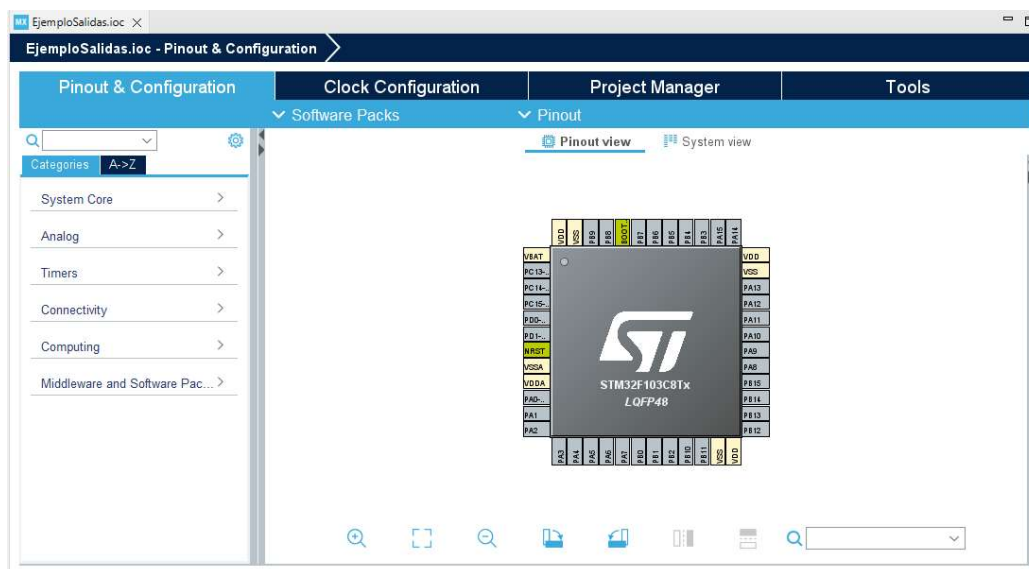 MX EjemploSalidas.ioc
EjemploSalidas.ioc - Pinout & Configuration
Pinout & Configuration Clock Configuration Project Manager Tools
Software Packs Pinout
Pinout view System view
Categories A->Z
System Core
Analog
Timers
Connectivity
Computing
Middleware and Software Pac...
VDD VSS PB9 PB8 BOOT.. PB7 PB6 PB5 PB4 PB3 PA15 PA14
VBAT VDD
PC13-.. VSS
PC14-.. PA13
PC15-.. PA12
PD0-.. PA11
PD1-.. PA10
NRST PA9
VSSA PA8
VDDA PB15
PA0-.. PB14
PA1 PB13
PA2 PB12
ST
STM32F103C8Tx
LQFP48
PA3 PA4 PA5 PA6 PA7 PB0 PB1 PB2 PB10 PB11 VSS VDD